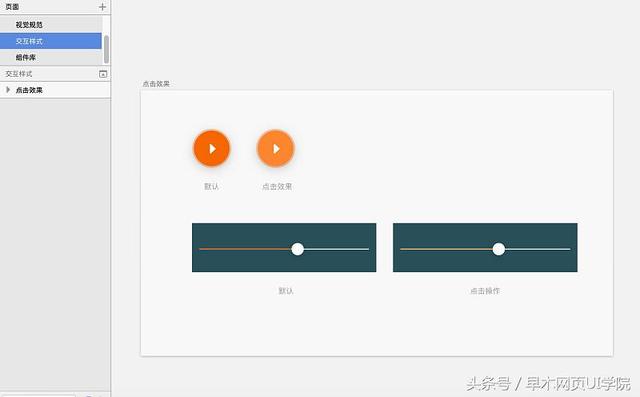 页面
视觉规范
交互样式
组件库
交互样式
点击效果
点击效果
默认
点击效果
默认
点击操作
头条号 / 早木网页UI学院